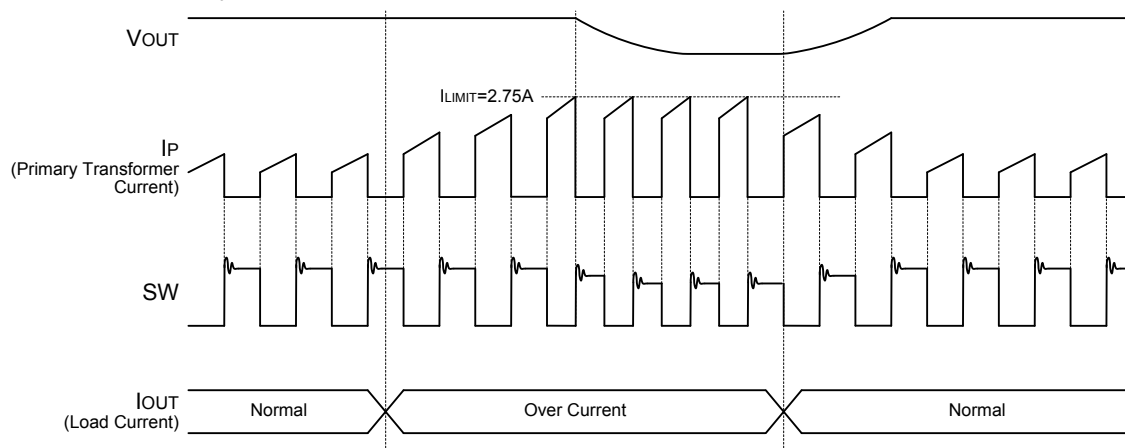 VOUT
ILIMIT=2.75A
IP
(Primary Transformer
Current)
SW
IOUT
(Load Current)
Normal
Over Current
Normal